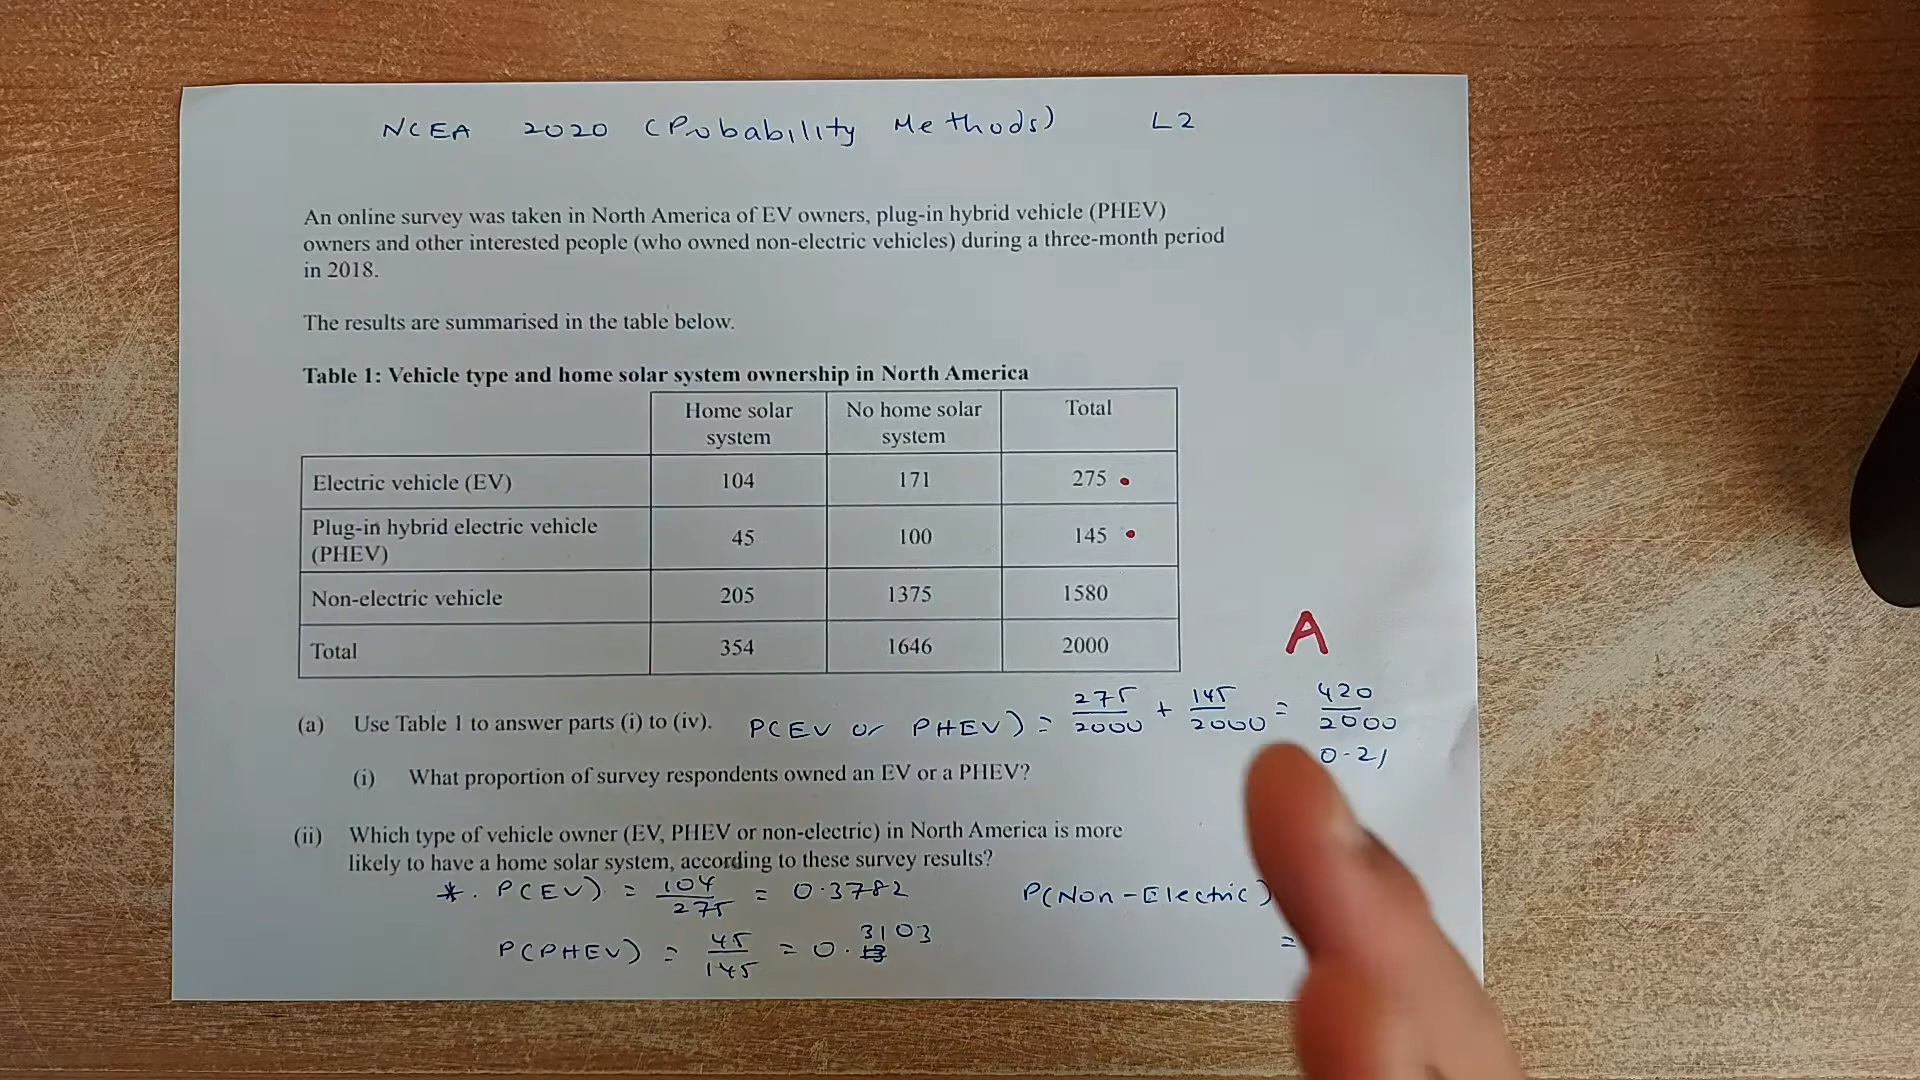 NCEA 2020 (Probability Methods) L2
An online survey was taken in North America of EV owners, plug-in hybrid vehicle (PHEV)
owners and other interested people (who owned non-electric vehicles) during a three-month period
in 2018.
The results are summarised in the table below.
Table 1: Vehicle type and home solar system ownership in North America
Home solar system No home solar system Total
Electric vehicle (EV) 104 171 275
Plug-in hybrid electric vehicle (PHEV) 45 100 145
Non-electric vehicle 205 1375 1580
Total 354 1646 2000
A
(a) Use Table 1 to answer parts (i) to (iv). P(EV or PHEV) = 275/2000 + 145/2000 = 420/2000
0.21
(i) What proportion of survey respondents owned an EV or a PHEV?
(ii) Which type of vehicle owner (EV, PHEV or non-electric) in North America is more
likely to have a home solar system, according to these survey results?
*. P(EV) = 104/275 = 0.3782 P(Non-Electric)
P(PHEV) = 45/145 = 0.3103 =